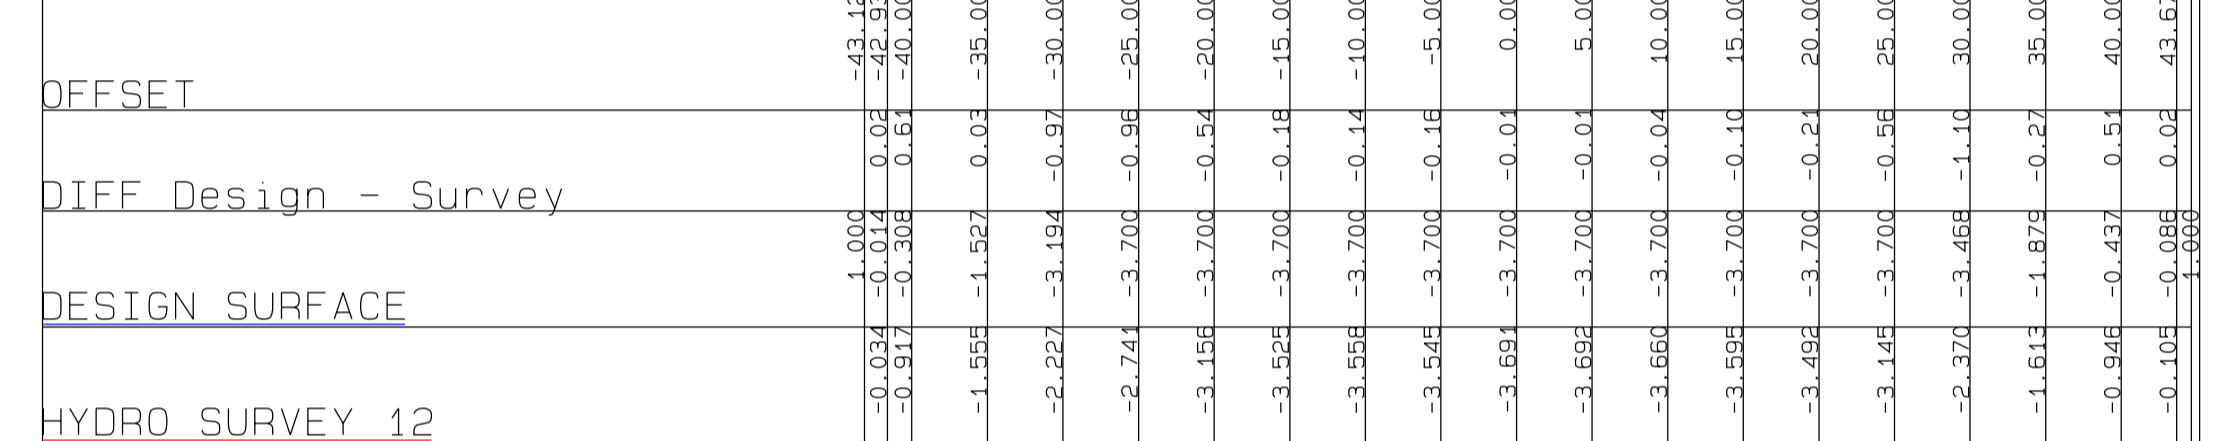 OFFSET -35.00 -30.00 -25.00 -20.00 -15.00 -10.00 -5.00 0.00 5.00 10.00 15.00 20.00 25.00 30.00 35.00 40.00
DIFF Design - Survey 0.02 0.61 0.03 -0.97 -0.96 -0.54 -0.18 -0.14 -0.16 -0.01 -0.01 -0.04 -0.10 -0.21 -0.56 -1.10 -0.27 0.51 0.02
DESIGN SURFACE 1.000 -0.014 -0.308 -1.527 -3.194 -3.700 -3.700 -3.700 -3.700 -3.700 -3.700 -3.700 -3.700 -3.700 -3.700 -3.700 -3.468 -1.879 -0.437 -0.086 1.000
HYDRO SURVEY 12 -0.034 -0.917 -1.555 -2.227 -2.741 -3.156 -3.525 -3.558 -3.545 -3.691 -3.692 -3.660 -3.595 -3.492 -3.145 -2.370 -1.613 -0.946 -0.105